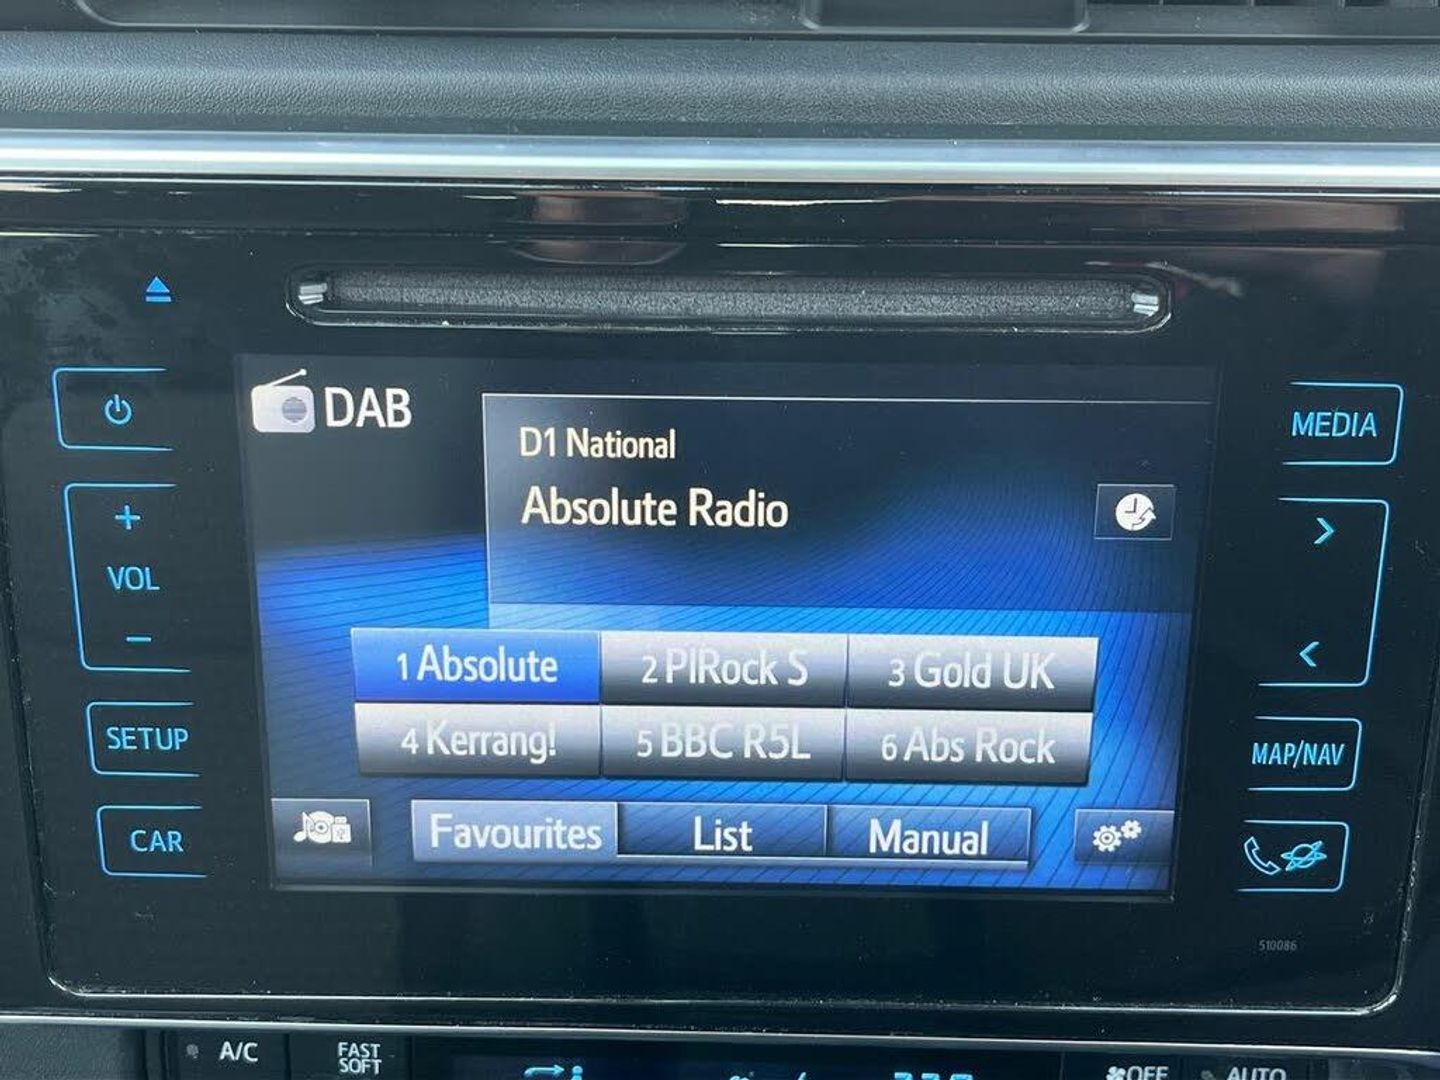 DAB
D1 National
Absolute Radio
MEDIA
VOL
1 Absolute
2 PlRock S
3 Gold UK
4 Kerrang!
5 BBC R5L
6 Abs Rock
SETUP
MAP/NAV
CAR
Favourites
List
Manual
510086
A/C
FAST
SOFT
OFF
AUTO